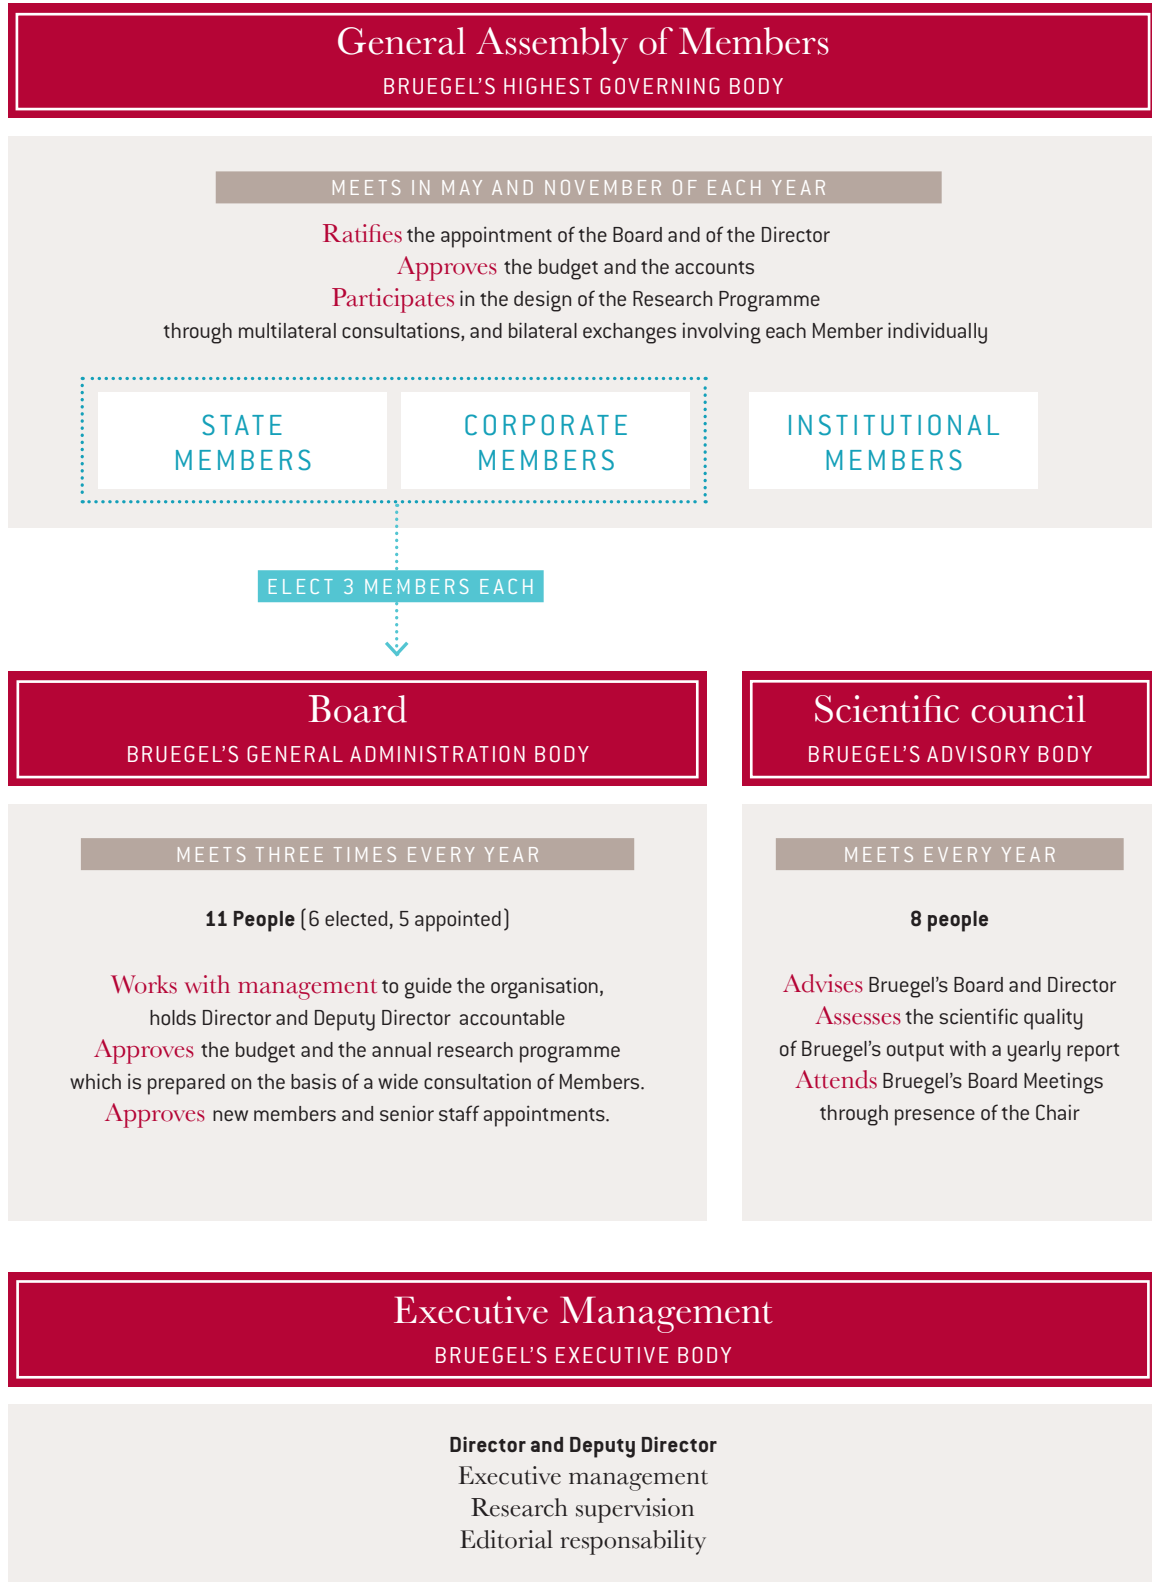 General Assembly of Members
BRUEGEL'S HIGHEST GOVERNING BODY
MEETS IN MAY AND NOVEMBER OF EACH YEAR
Ratifies the appointment of the Board and of the Director
Approves the budget and the accounts
Participates in the design of the Research Programme
through multilateral consultations, and bilateral exchanges involving each Member individually
STATE
MEMBERS
CORPORATE
MEMBERS
INSTITUTIONAL
MEMBERS
ELECT 3 MEMBERS EACH
Board
BRUEGEL'S GENERAL ADMINISTRATION BODY
MEETS THREE TIMES EVERY YEAR
11 People (6 elected, 5 appointed)
Works with management to guide the organisation,
holds Director and Deputy Director accountable
Approves the budget and the annual research programme
which is prepared on the basis of a wide consultation of Members.
Approves new members and senior staff appointments.
Scientific council
BRUEGEL'S ADVISORY BODY
MEETS EVERY YEAR
8 people
Advises Bruegel's Board and Director
Assesses the scientific quality
of Bruegel's output with a yearly report
Attends Bruegel's Board Meetings
through presence of the Chair
Executive Management
BRUEGEL'S EXECUTIVE BODY
Director and Deputy Director
Executive management
Research supervision
Editorial responsability